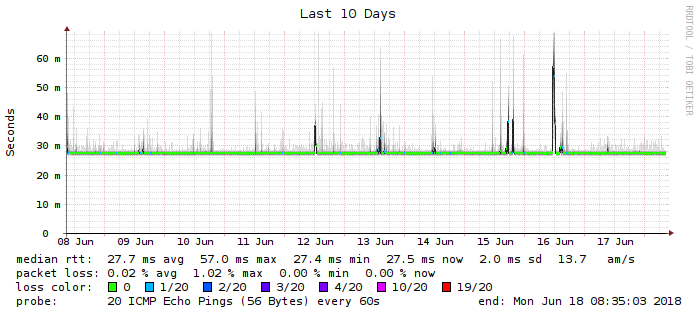 Last 10 Days
RRDTOOL / TOBI OETIKER
Seconds
60 m
50 m
40 m
30 m
20 m
10 m
0
08 Jun 09 Jun 10 Jun 11 Jun 12 Jun 13 Jun 14 Jun 15 Jun 16 Jun 17 Jun
median rtt: 27.7 ms avg 57.0 ms max 27.4 ms min 27.5 ms now 2.0 ms sd 13.7 am/s
packet loss: 0.02 % avg 1.02 % max 0.00 % min 0.00 % now
loss color: 0 1/20 2/20 3/20 4/20 10/20 19/20
probe: 20 ICMP Echo Pings (56 Bytes) every 60s end: Mon Jun 18 08:35:03 2018